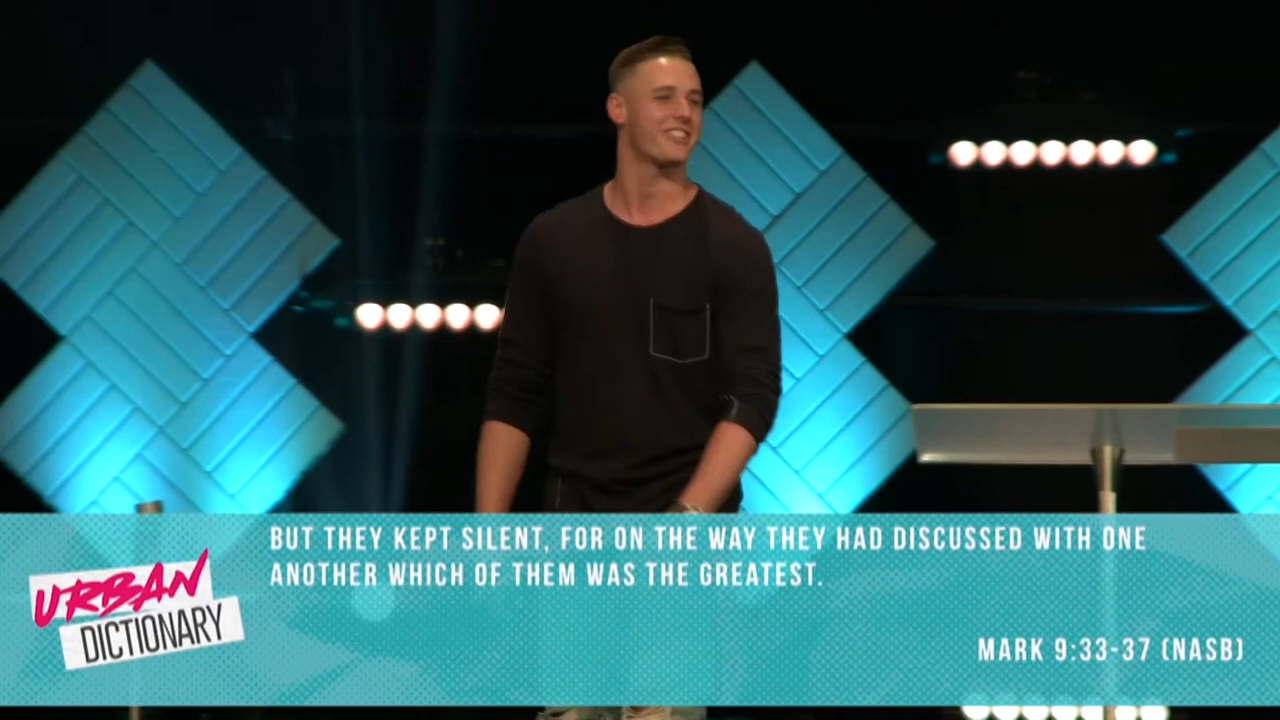 BUT THEY KEPT SILENT, FOR ON THE WAY THEY HAD DISCUSSED WITH ONE
ANOTHER WHICH OF THEM WAS THE GREATEST.
URBAN
DICTIONARY
MARK 9:33-37 (NASB)